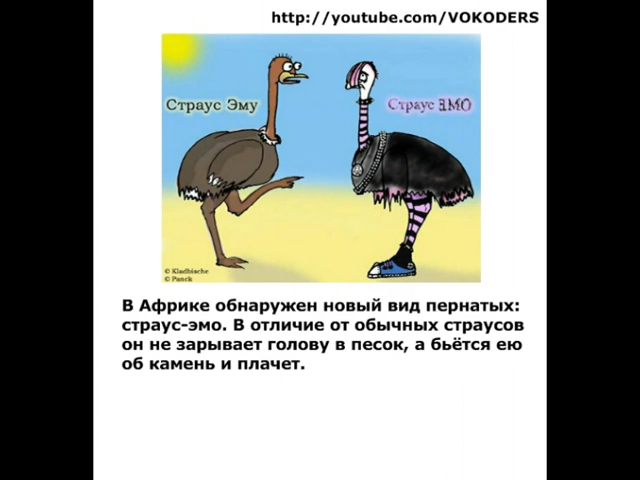 http://youtube.com/VOKODERS
Страус Эму
Страус ЭМО
© Kladbische
© Panck
В Африке обнаружен новый вид пернатых:
страус-эмо. В отличие от обычных страусов
он не зарывает голову в песок, а бьётся ею
об камень и плачет.